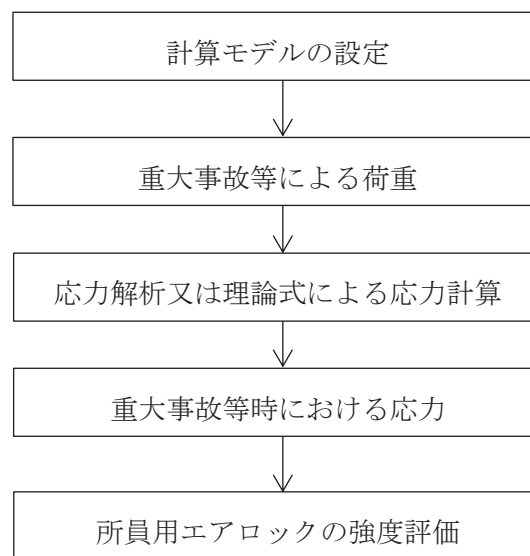 計算モデルの設定
重大事故等による荷重
応力解析又は理論式による応力計算
重大事故等時における応力
所員用エアロックの強度評価